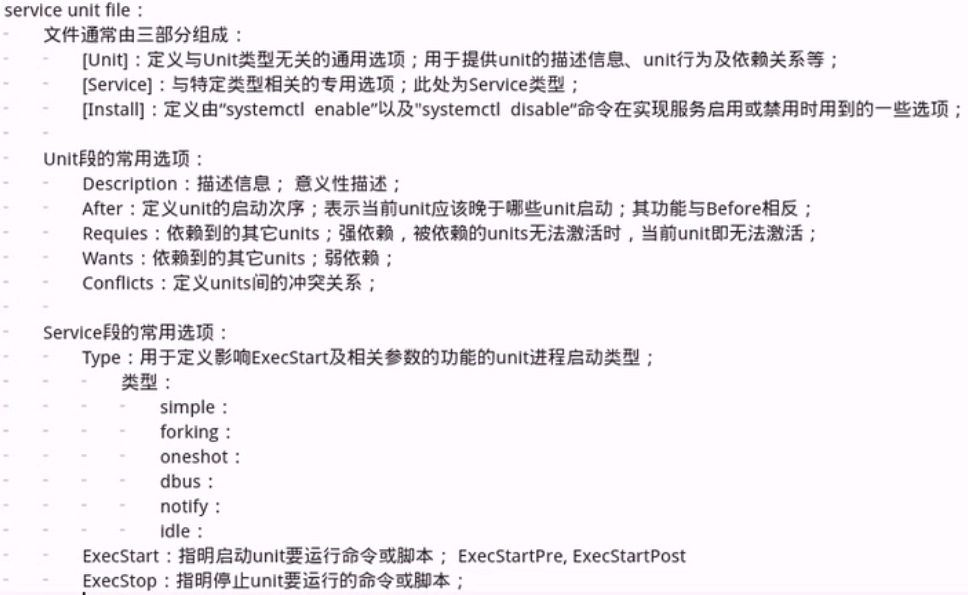 service unit file：
文件通常由三部分组成：
[Unit]：定义与Unit类型无关的通用选项；用于提供unit的描述信息、unit行为及依赖关系等；
[Service]：与特定类型相关的专用选项；此处为Service类型；
[Install]：定义由“systemctl enable”以及"systemctl disable“命令在实现服务启用或禁用时用到的一些选项；
Unit段的常用选项：
Description：描述信息； 意义性描述；
After：定义unit的启动次序；表示当前unit应该晚于哪些unit启动；其功能与Before相反；
Requies：依赖到的其它units；强依赖，被依赖的units无法激活时，当前unit即无法激活；
Wants：依赖到的其它units；弱依赖；
Conflicts：定义units间的冲突关系；
Service段的常用选项：
Type：用于定义影响ExecStart及相关参数的功能的unit进程启动类型；
类型：
simple：
forking：
oneshot：
dbus：
notify：
idle：
ExecStart：指明启动unit要运行命令或脚本； ExecStartPre, ExecStartPost
ExecStop：指明停止unit要运行的命令或脚本；